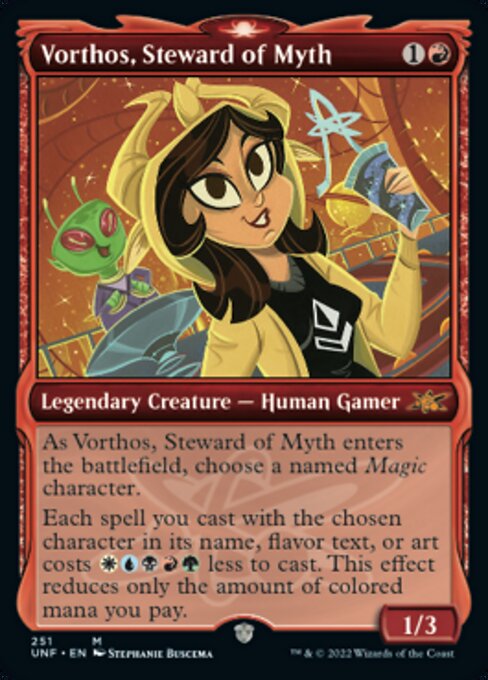 Vorthos, Steward of Myth 1
Legendary Creature — Human Gamer
As Vorthos, Steward of Myth enters
the battlefield, choose a named Magic
character.
Each spell you cast with the chosen
character in its name, flavor text, or art
costs less to cast. This effect
reduces only the amount of colored
mana you pay.
1/3
251 M
UNF • EN Stephanie Buscema
™ & © 2022 Wizards of the Coast